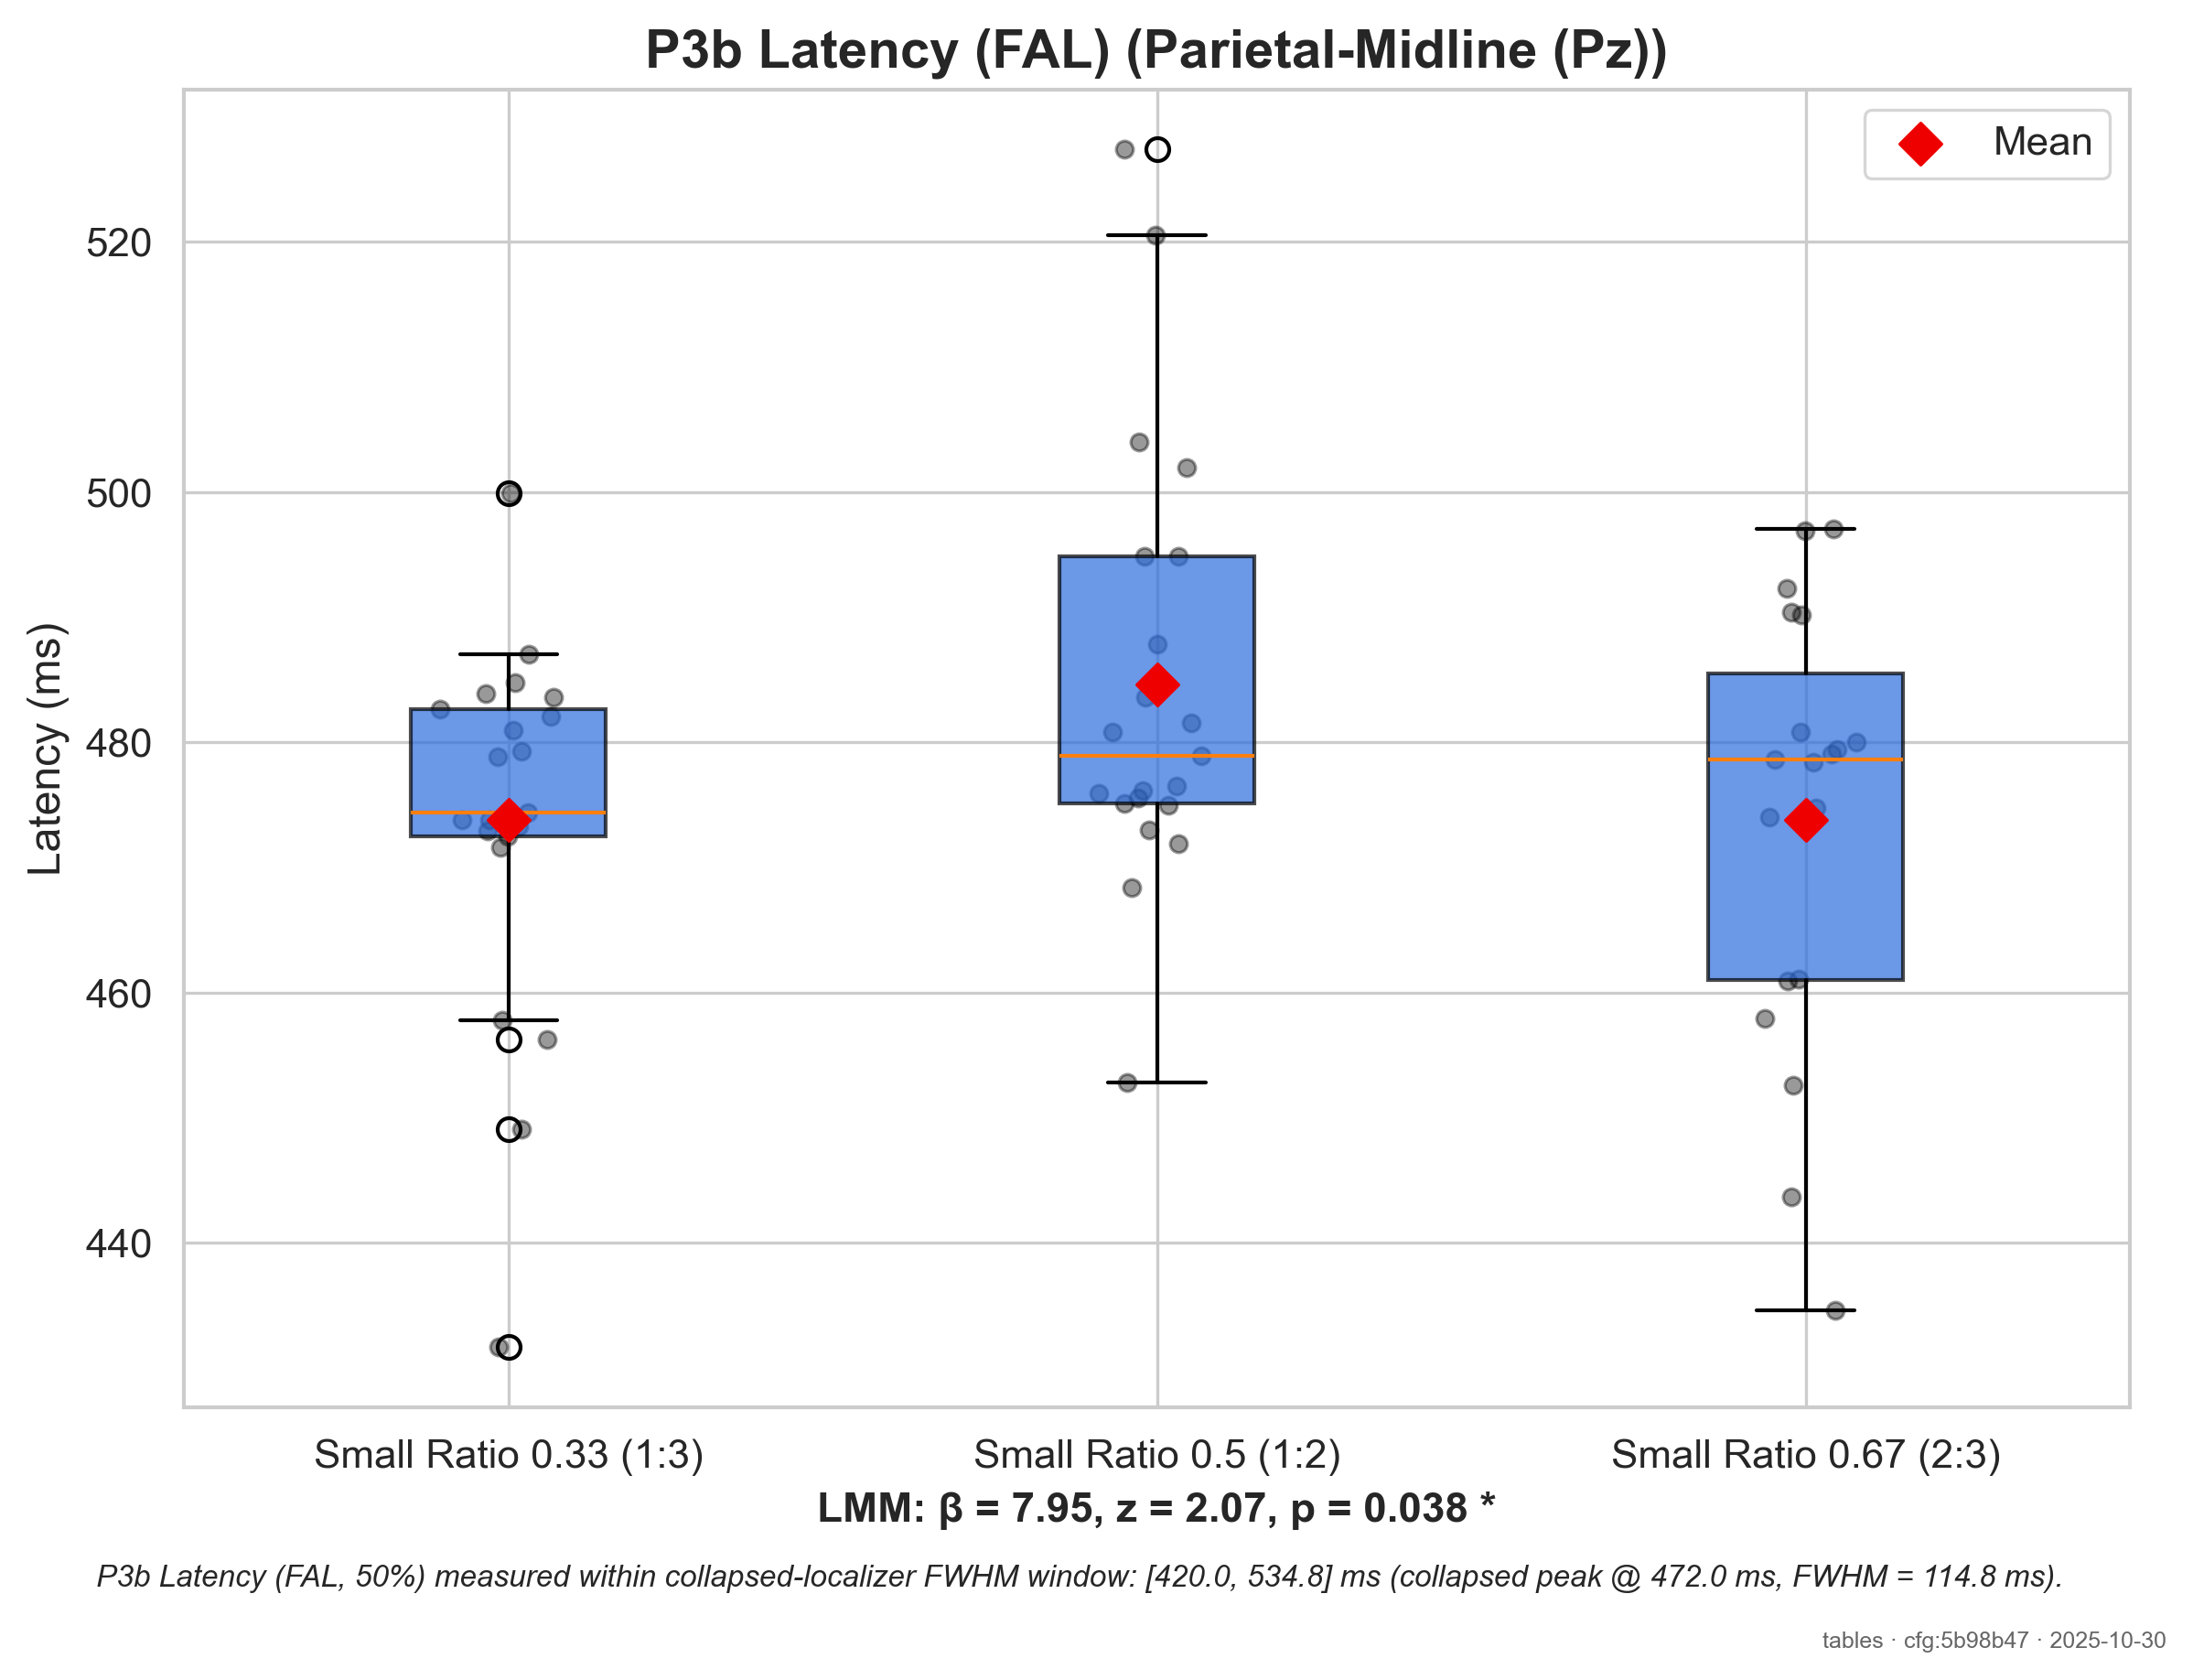 P3b Latency (FAL) (Parietal-Midline (Pz))
Mean
Latency (ms)
520
500
480
460
440
Small Ratio 0.33 (1:3)
Small Ratio 0.5 (1:2)
Small Ratio 0.67 (2:3)
LMM: β = 7.95, z = 2.07, p = 0.038 *
P3b Latency (FAL, 50%) measured within collapsed-localizer FWHM window: [420.0, 534.8] ms (collapsed peak @ 472.0 ms, FWHM = 114.8 ms).
tables · cfg:5b98b47 · 2025-10-30